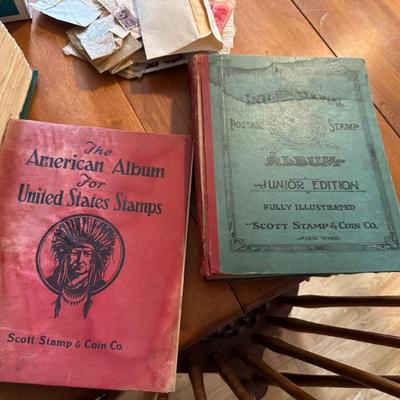 The
American Album
For
United States Stamps
Scott Stamp & Coin Co.
International
Postage Stamp
Album
Junior Edition
Fully Illustrated
Scott Stamp & Coin Co.
New York